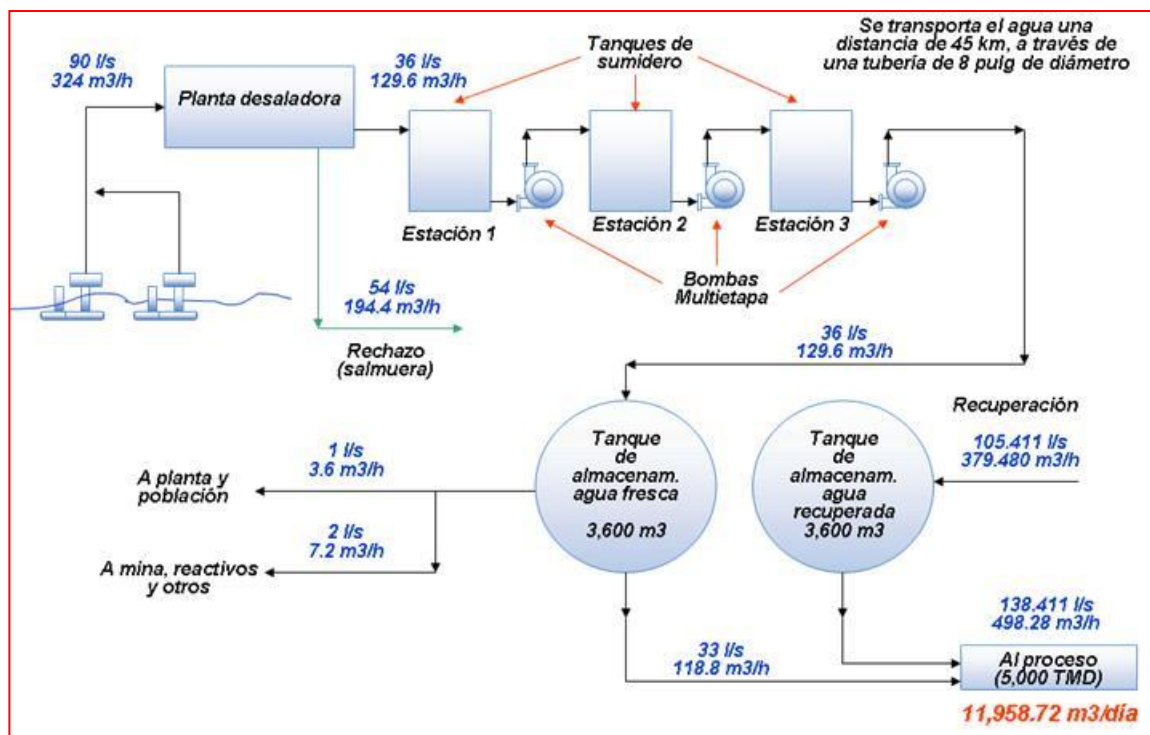 90 l/s
324 m3/h
Planta desaladora
36 l/s
129.6 m3/h
Tanques de
sumidero
Se transporta el agua una
distancia de 45 km, a través de
una tubería de 8 pulg de diámetro
Estación 1
Estación 2
Estación 3
Bombas
Multietapa
54 l/s
194.4 m3/h
Rechazo
(salmuera)
36 l/s
129.6 m3/h
Recuperación
105.411 l/s
379.480 m3/h
Tanque
de
almacenam.
agua fresca
3,600 m3
Tanque
de
almacenam.
agua
recuperada
3,600 m3
1 l/s
3.6 m3/h
A planta y
población
2 l/s
7.2 m3/h
A mina, reactivos
y otros
33 l/s
118.8 m3/h
138.411 l/s
498.28 m3/h
Al proceso
(5,000 TMD)
11,958.72 m3/día